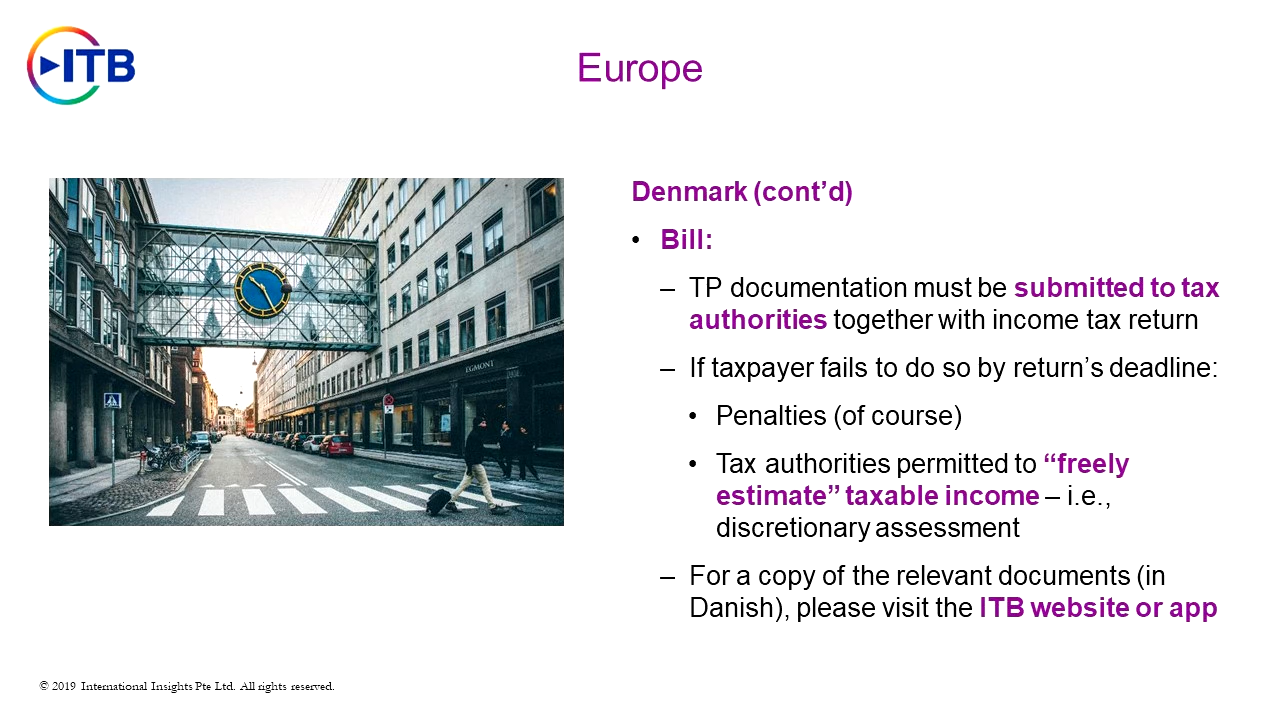 ITB
Europe
EGMONT
Denmark (cont’d)
• Bill:
– TP documentation must be submitted to tax
authorities together with income tax return
– If taxpayer fails to do so by return’s deadline:
• Penalties (of course)
• Tax authorities permitted to “freely
estimate” taxable income – i.e.,
discretionary assessment
– For a copy of the relevant documents (in
Danish), please visit the ITB website or app
© 2019 International Insights Pte Ltd. All rights reserved.